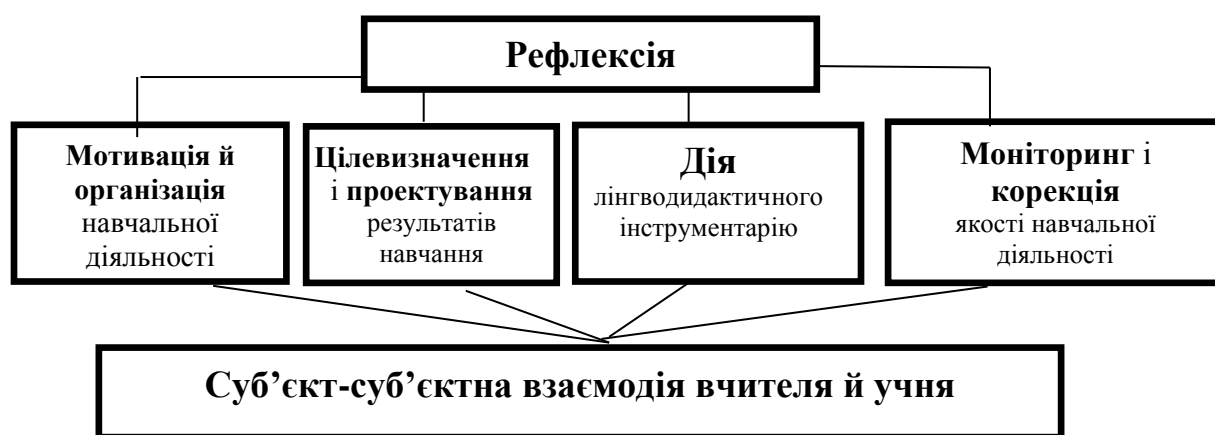 Рефлексія
Мотивація й
організація
навчальної
діяльності
Цілевизначення
і проектування
результатів
навчання
Дія
лінгводидактичного
інструментарію
Моніторинг і
корекція
якості навчальної
діяльності
Суб’єкт-суб’єктна взаємодія вчителя й учня